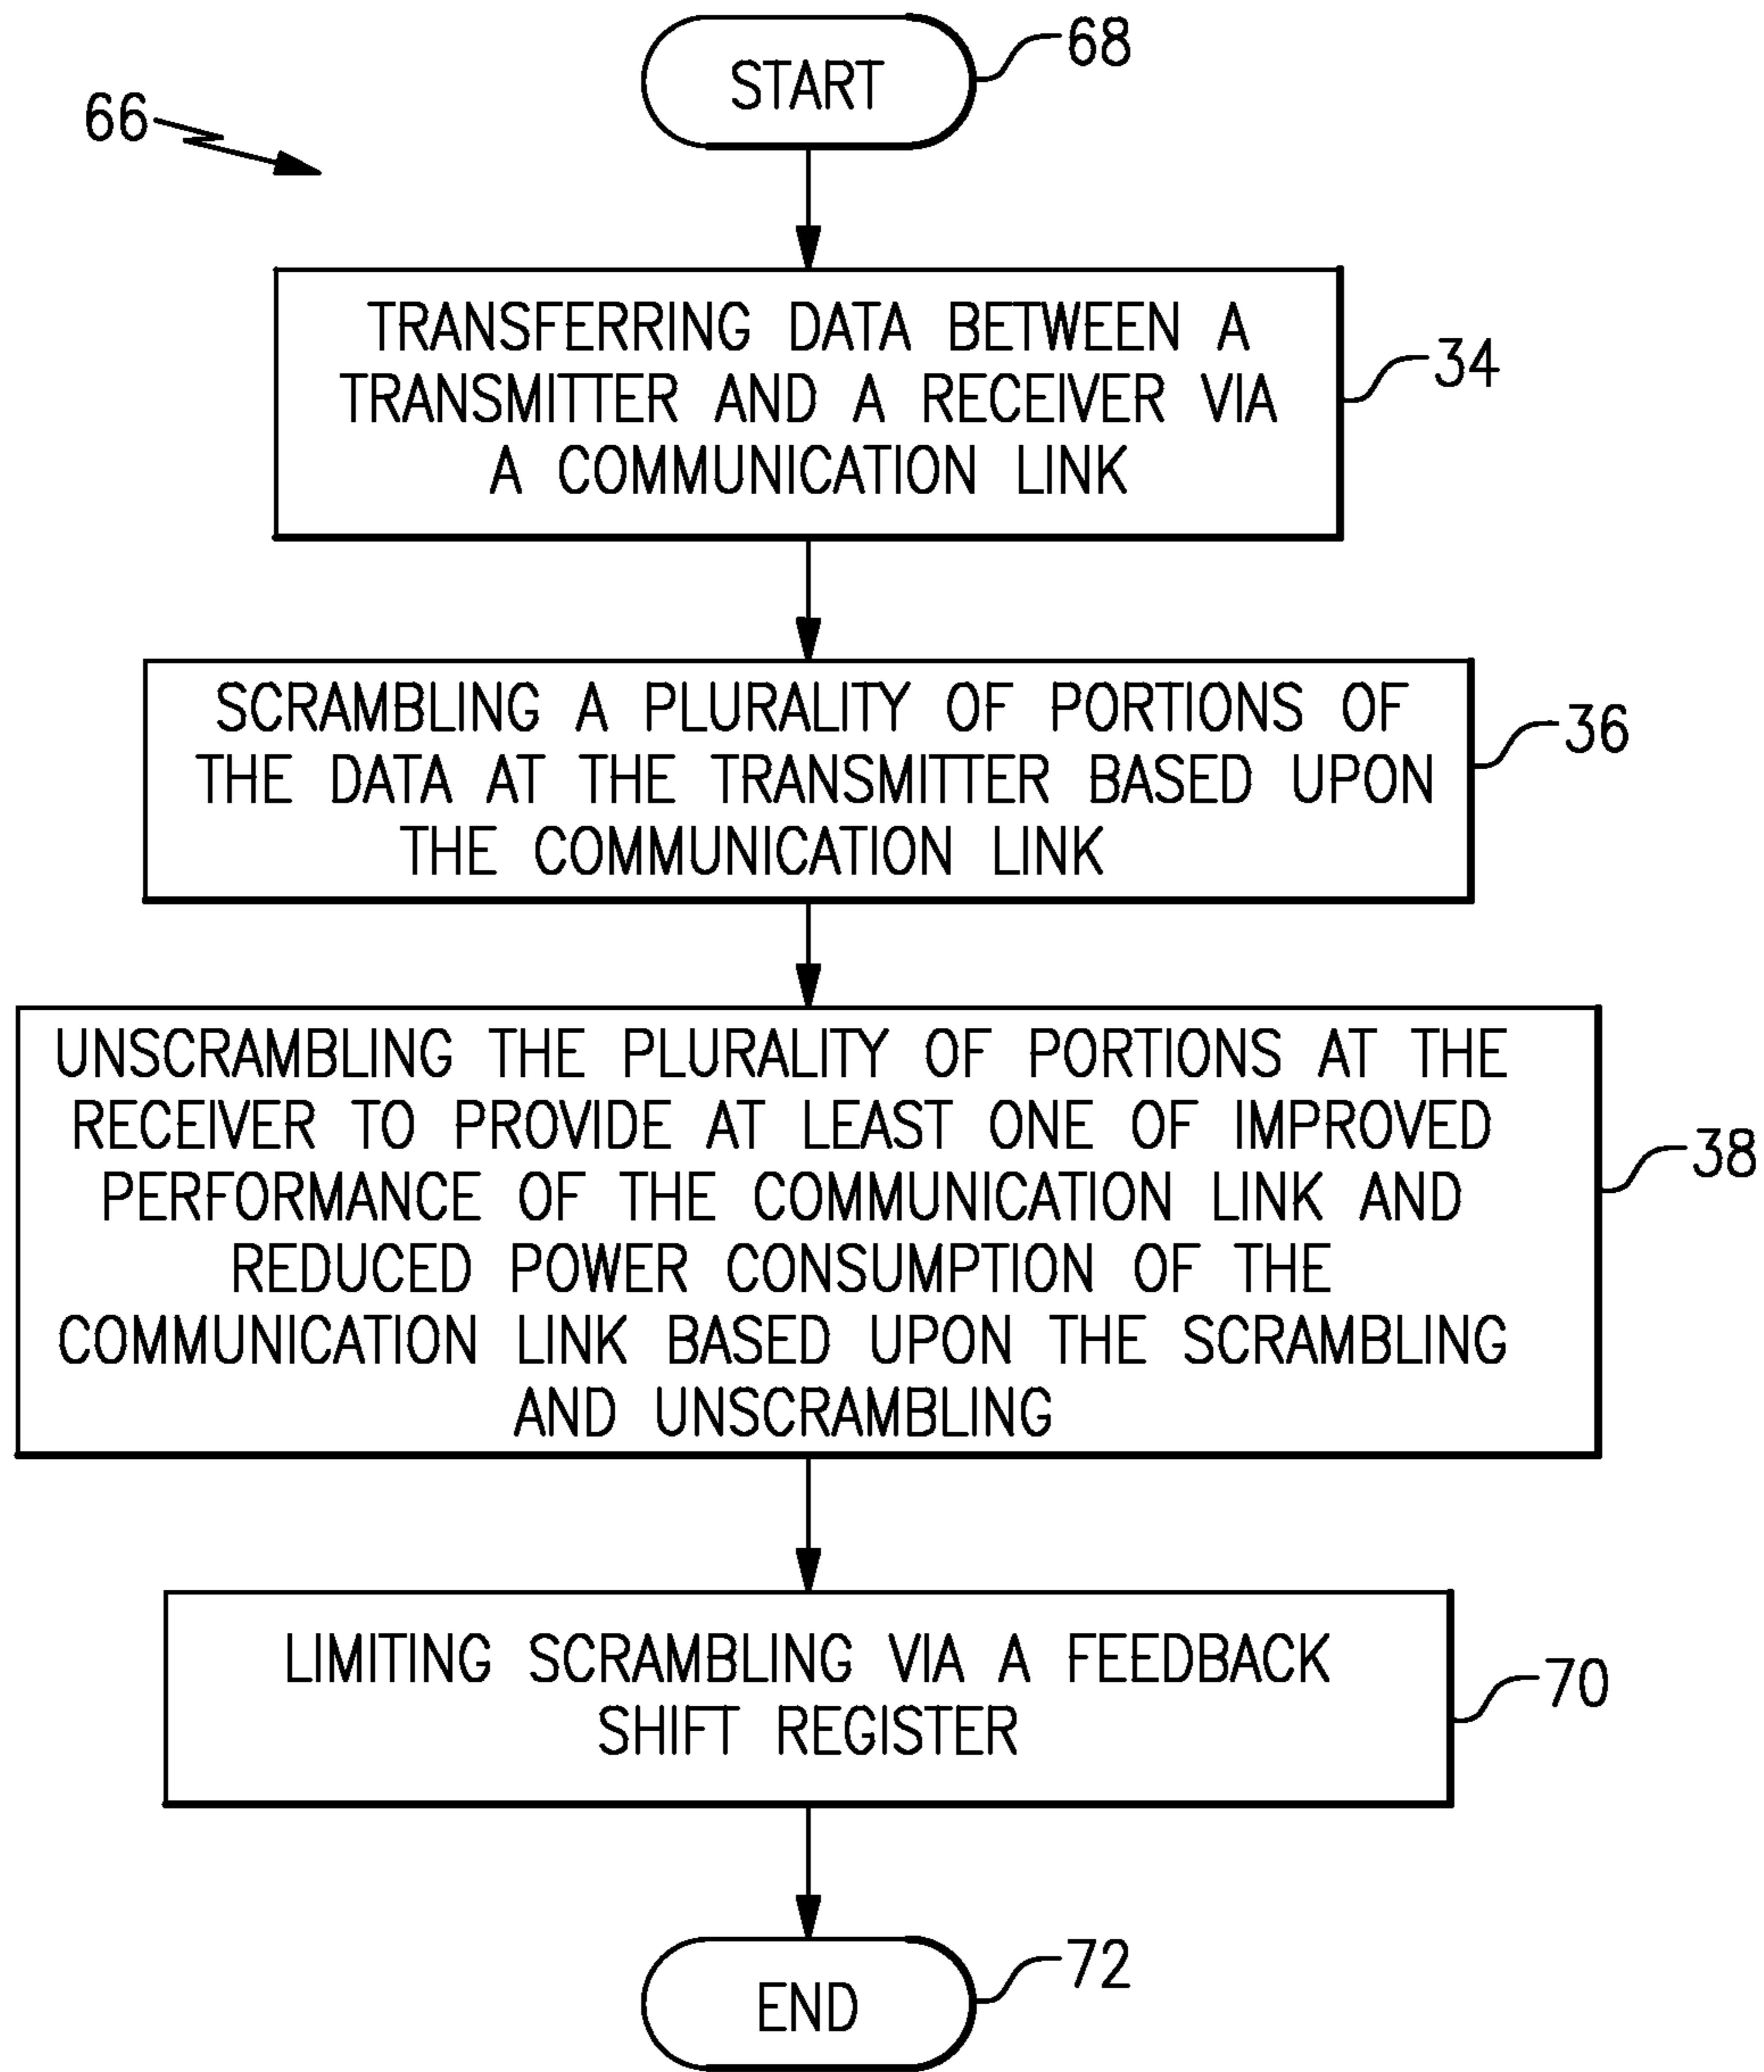 START
68
66
TRANSFERRING DATA BETWEEN A
TRANSMITTER AND A RECEIVER VIA
A COMMUNICATION LINK
34
SCRAMBLING A PLURALITY OF PORTIONS OF
THE DATA AT THE TRANSMITTER BASED UPON
THE COMMUNICATION LINK
36
UNSCRAMBLING THE PLURALITY OF PORTIONS AT THE
RECEIVER TO PROVIDE AT LEAST ONE OF IMPROVED
PERFORMANCE OF THE COMMUNICATION LINK AND
REDUCED POWER CONSUMPTION OF THE
COMMUNICATION LINK BASED UPON THE SCRAMBLING
AND UNSCRAMBLING
38
LIMITING SCRAMBLING VIA A FEEDBACK
SHIFT REGISTER
70
END
72